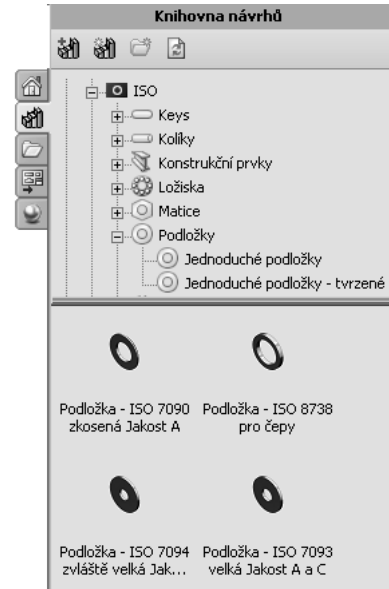 Knihovna návrhů
ISO
Keys
Kolíky
Konstrukční prvky
Ložiska
Matice
Podložky
Jednoduché podložky
Jednoduché podložky - tvrzené
Podložka - ISO 7090
zkosená Jakost A
Podložka - ISO 8738
pro čepy
Podložka - ISO 7094
zvláště velká Jak...
Podložka - ISO 7093
velká Jakost A a C